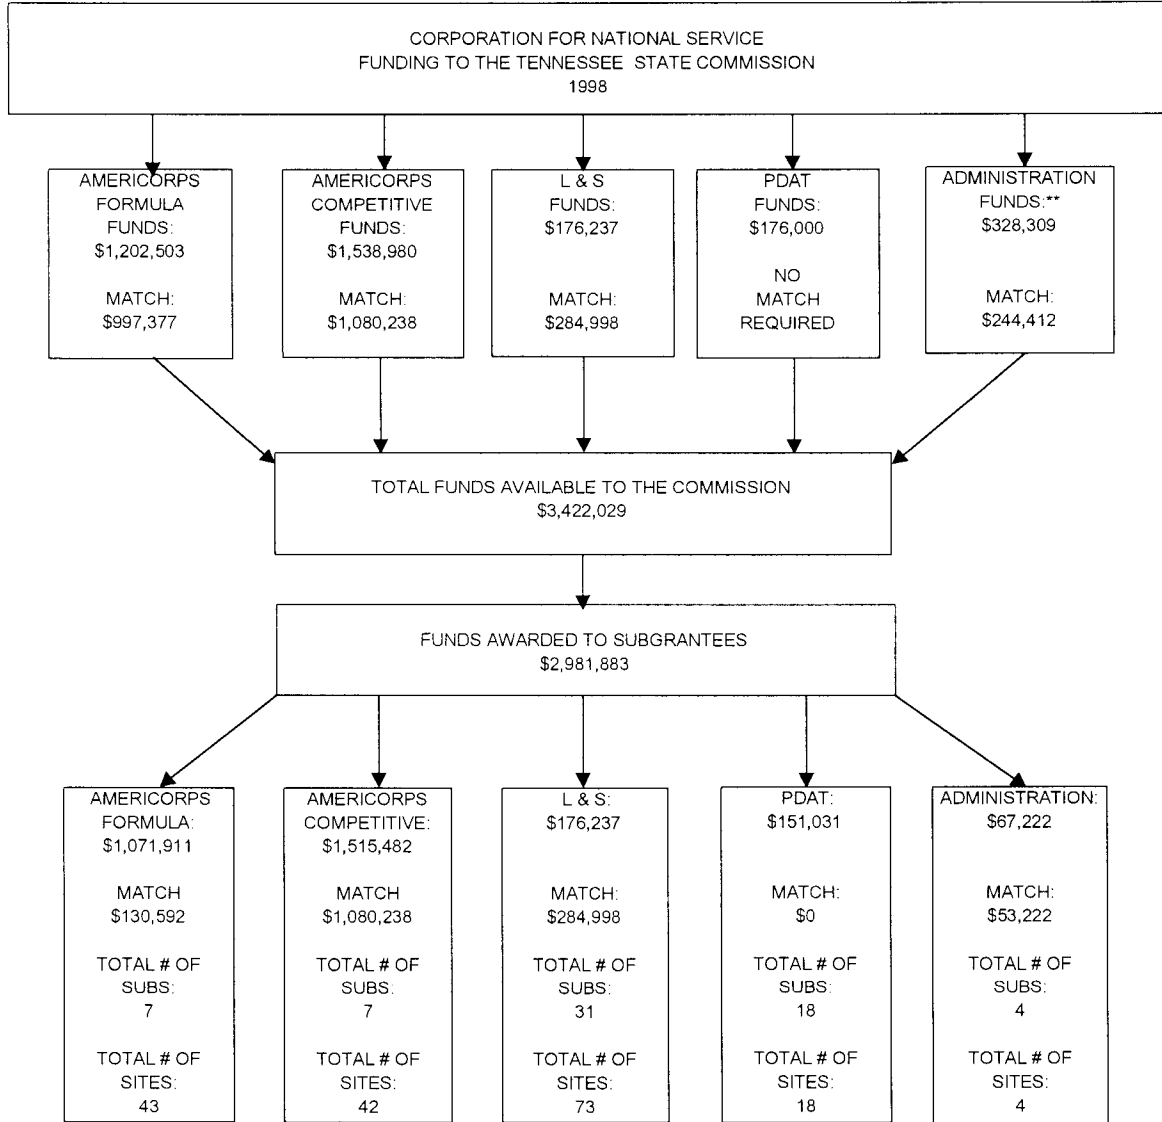 CORPORATION FOR NATIONAL SERVICE
FUNDING TO THE TENNESSEE STATE COMMISSION
1998
AMERICORPS
FORMULA
FUNDS:
$1,202,503
MATCH:
$997,377
AMERICORPS
COMPETITIVE
FUNDS:
$1,538,980
MATCH:
$1,080,238
L & S
FUNDS:
$176,237
MATCH:
$284,998
PDAT
FUNDS:
$176,000
NO
MATCH
REQUIRED
ADMINISTRATION
FUNDS:**
$328,309
MATCH:
$244,412
TOTAL FUNDS AVAILABLE TO THE COMMISSION
$3,422,029
FUNDS AWARDED TO SUBGRANTEES
$2,981,883
AMERICORPS
FORMULA:
$1,071,911
MATCH
$130,592
TOTAL # OF
SUBS:
7
TOTAL # OF
SITES:
43
AMERICORPS
COMPETITIVE:
$1,515,482
MATCH
$1,080,238
TOTAL # OF
SUBS:
7
TOTAL # OF
SITES:
42
L & S:
$176,237
MATCH:
$284,998
TOTAL # OF
SUBS:
31
TOTAL # OF
SITES:
73
PDAT:
$151,031
MATCH:
$0
TOTAL # OF
SUBS:
18
TOTAL # OF
SITES:
18
ADMINISTRATION:
$67,222
MATCH:
$53,222
TOTAL # OF
SUBS:
4
TOTAL # OF
SITES:
4